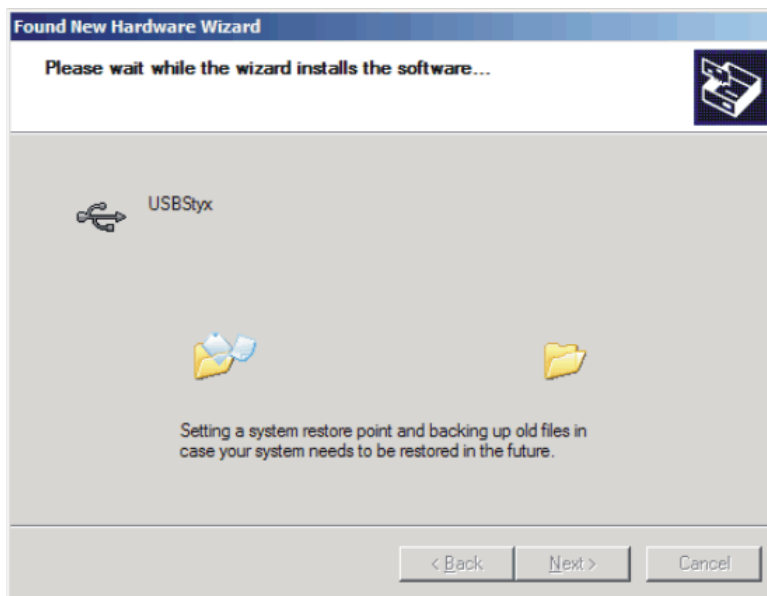 Found New Hardware Wizard
Please wait while the wizard installs the software...
USBStyx
Setting a system restore point and backing up old files in
case your system needs to be restored in the future.
< Back
Next >
Cancel